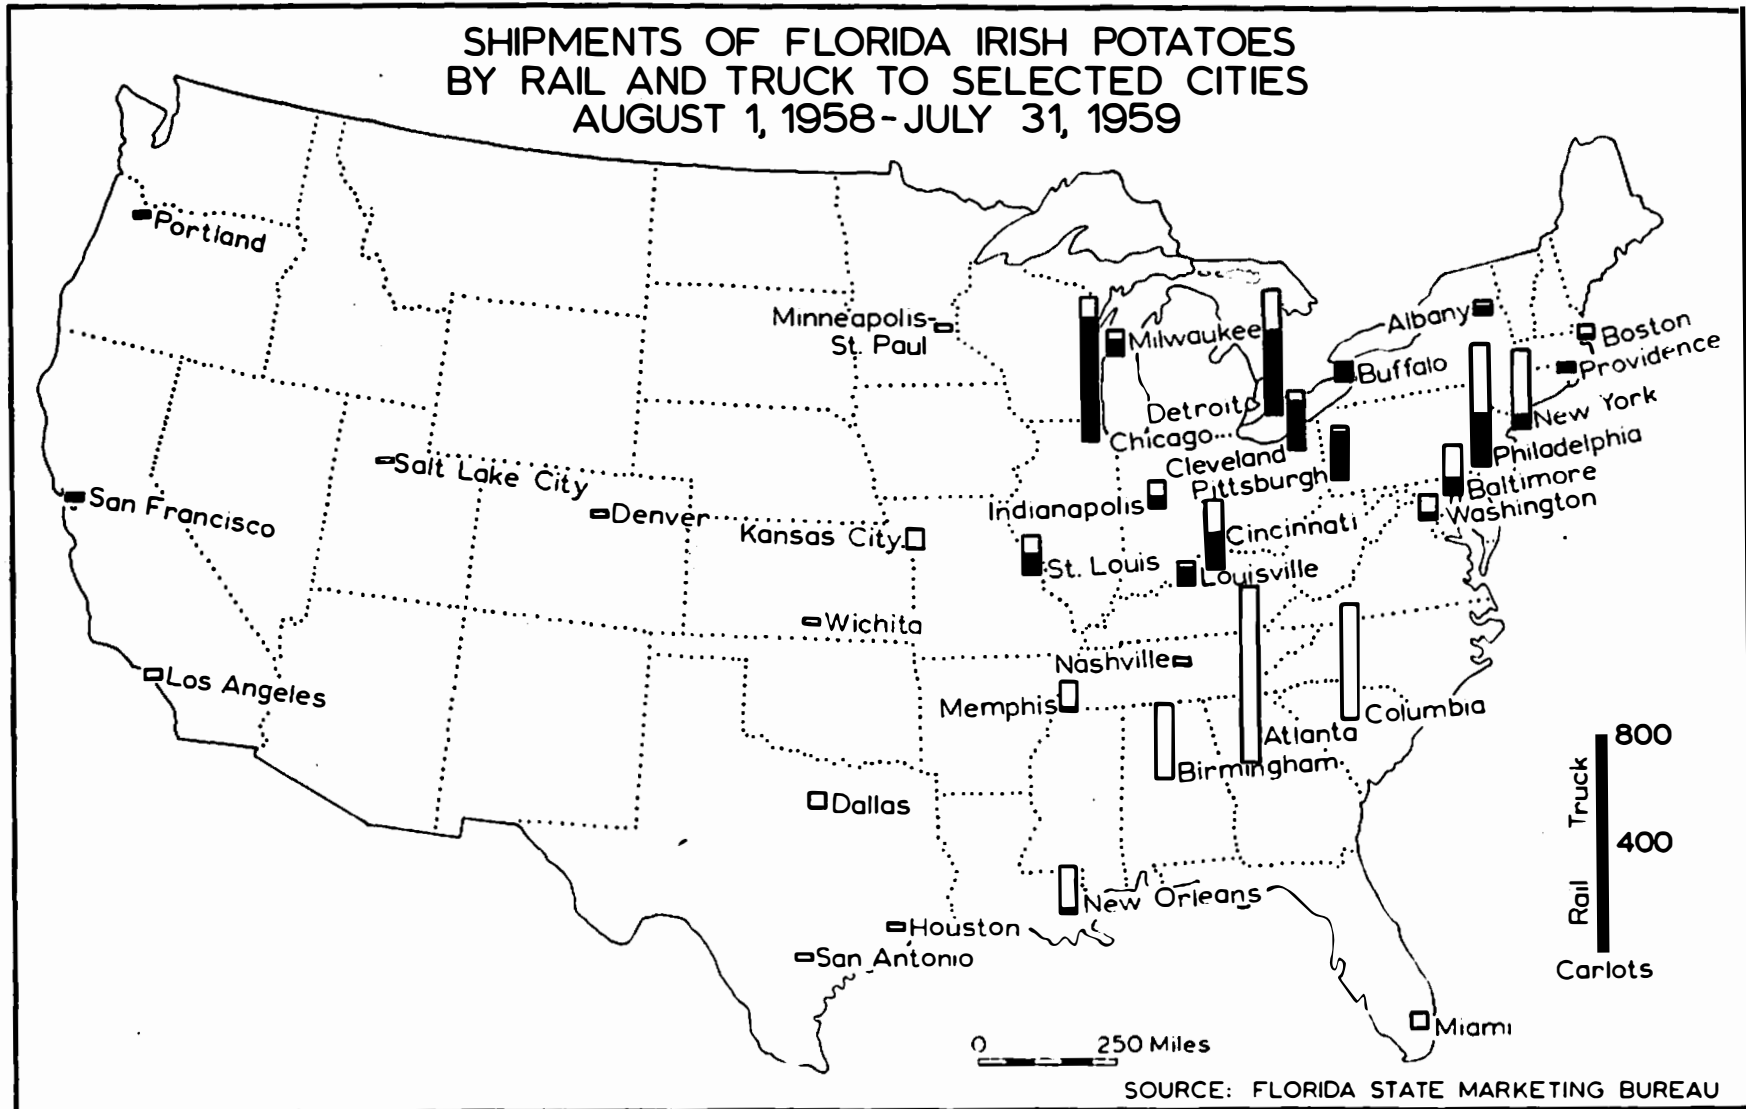 SHIPMENTS OF FLORIDA IRISH POTATOES
BY RAIL AND TRUCK TO SELECTED CITIES
AUGUST 1, 1958-JULY 31, 1959
Portland
Minneapolis-
St. Paul
Milwaukee
Albany
Boston
Providence
Buffalo
Detroit
New York
Chicago
Cleveland
Philadelphia
Pittsburgh
Baltimore
Washington
Salt Lake City
San Francisco
Denver
Kansas City
Indianapolis
Cincinnati
St. Louis
Louisville
Wichita
Nashville
Los Angeles
Memphis
Columbia
Atlanta
Birmingham
Dallas
New Orleans
Houston
San Antonio
Miami
800
Truck
400
Rail
Carlots
0 250 Miles
SOURCE: FLORIDA STATE MARKETING BUREAU